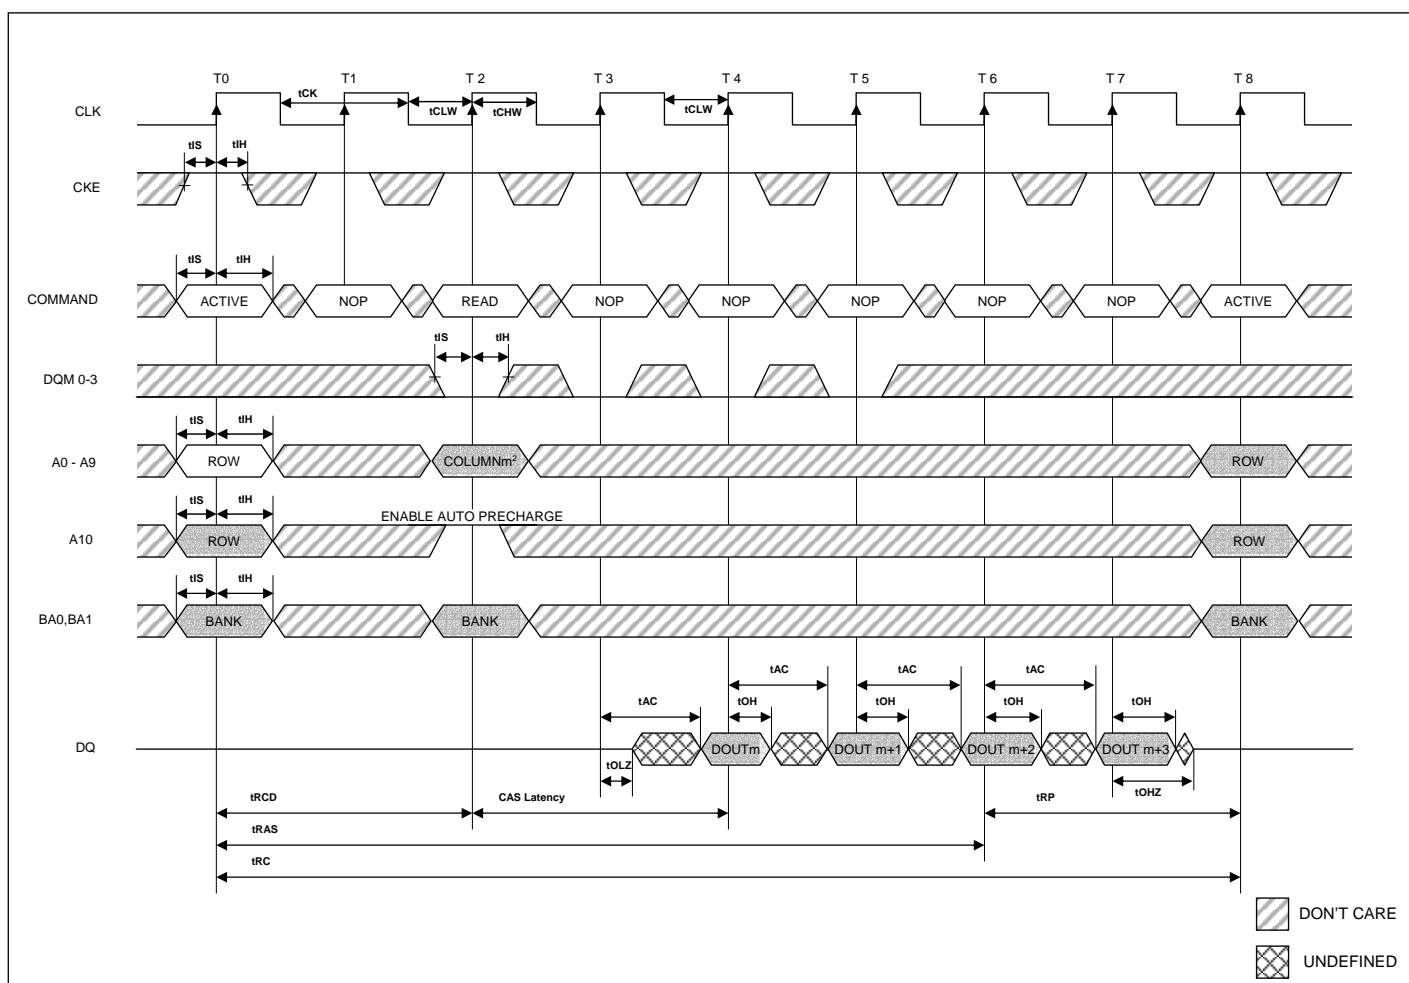 T0 T1 T 2 T 3 T 4 T 5 T 6 T 7 T 8
tCK
CLK tCLW tCHW tCLW
tIS tIH
CKE
tIS tIH
COMMAND ACTIVE NOP READ NOP NOP NOP NOP NOP ACTIVE
tIS tIH
DQM 0-3
tIS tIH
A0 - A9 ROW COLUMNm² ROW
tIS tIH
ENABLE AUTO PRECHARGE
A10 ROW ROW
tIS tIH
BA0,BA1 BANK BANK BANK
tAC tAC tAC
tAC tOH tOH tOH tOH
DQ DOUTm DOUT m+1 DOUT m+2 DOUT m+3
tOLZ tOHZ
tRCD CAS Latency tRP
tRAS
tRC
DON'T CARE
UNDEFINED